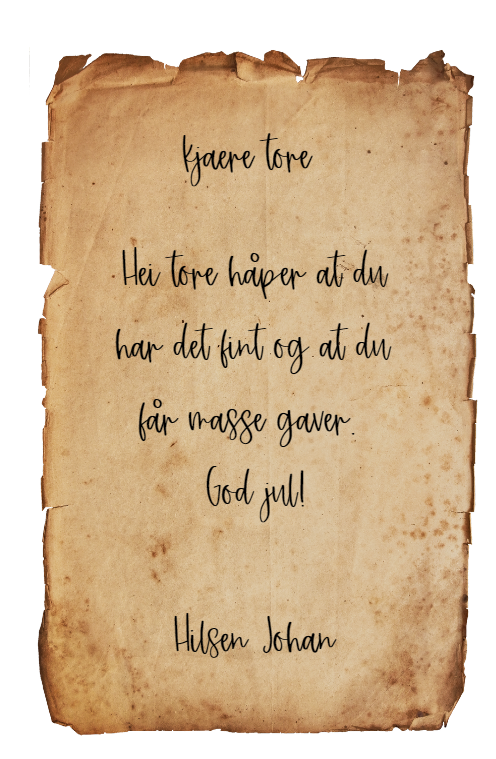 kjaere tore
Hei tore håper at du
har det fint og at du
får masse gaver.
God jul!
Hilsen Johan